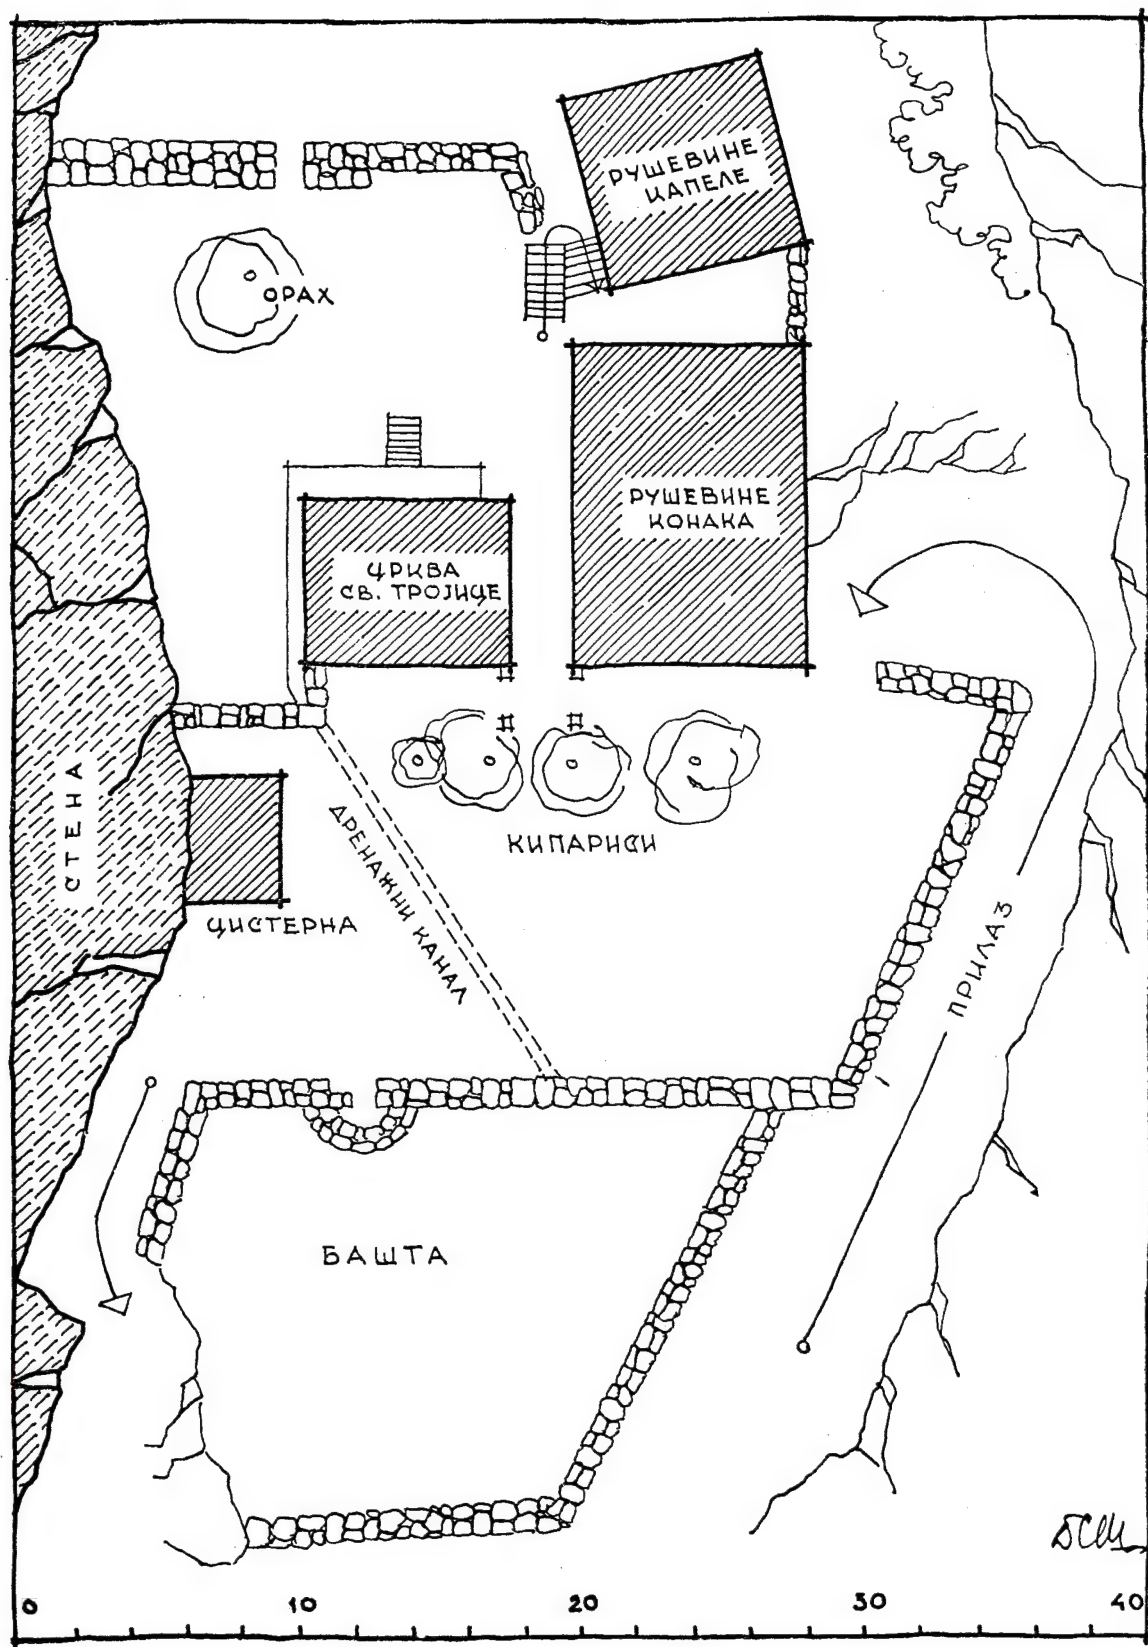 РУШЕВИНЕ
КАПЕЛЕ
ОРАХ
РУШЕВИНЕ
КОНАКА
ЦРКВА
СВ. ТРОЈИЦЕ
СТЕНА
КИПАРИСИ
ДРЕНАЖНИ КАНАЛ
ЦИСТЕРНА
ПРИЛАЗ
БАШТА
0 10 20 30 40